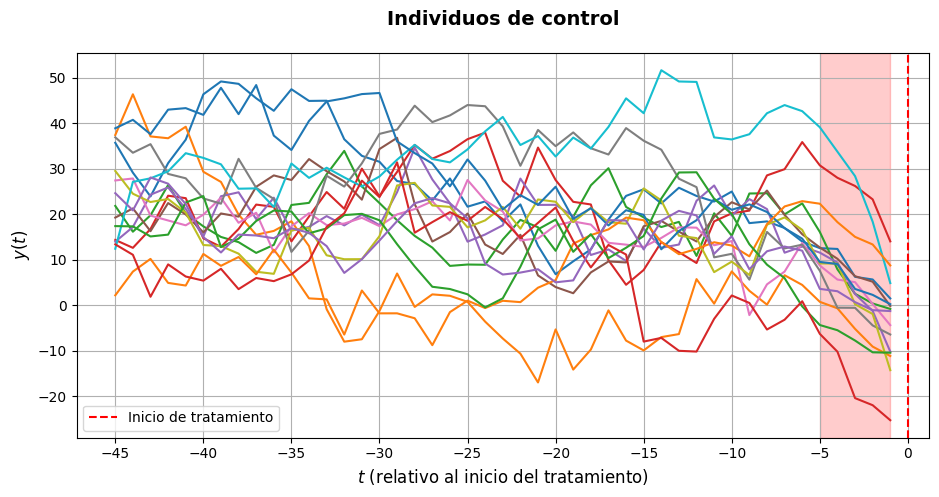 Individuos de control
50
40
30
20
10
0
−10
−20
y(t)
Inicio de tratamiento
−45 −40 −35 −30 −25 −20 −15 −10 −5 0
t (relativo al inicio del tratamiento)